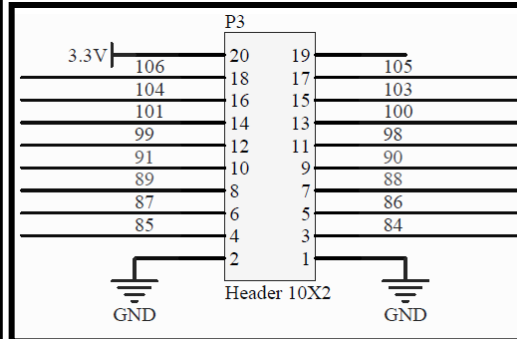 P3
3.3V 20 19
106 18 17 105
104 16 15 103
101 14 13 100
99 12 11 98
91 10 9 90
89 8 7 88
87 6 5 86
85 4 3 84
2 1
Header 10X2
GND GND